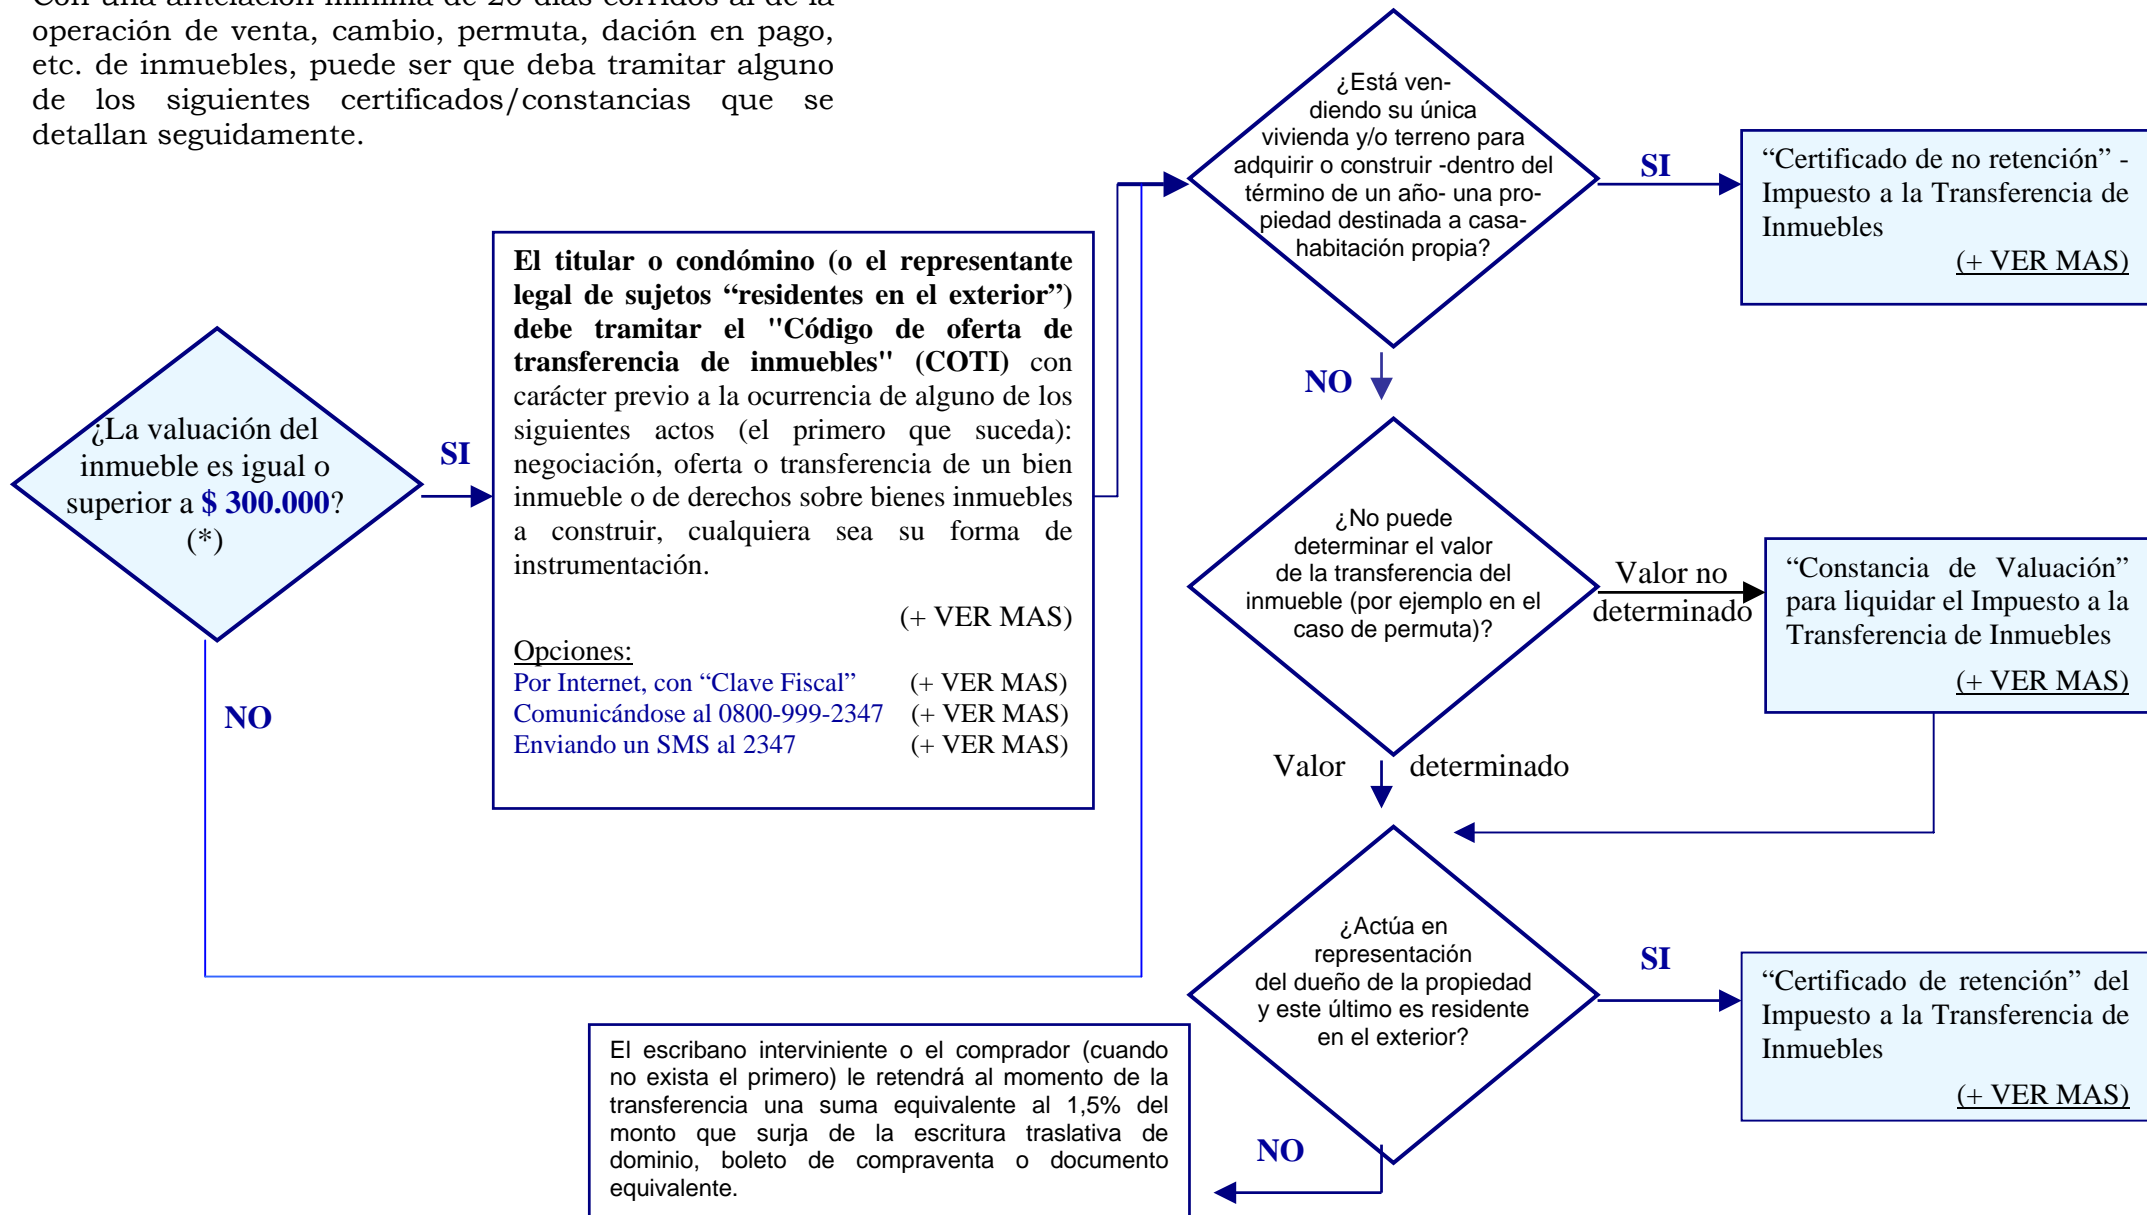 Con una antelación mínima de 20 días corridos al de la
operación de venta, cambio, permuta, dación en pago,
etc. de inmuebles, puede ser que deba tramitar alguno
de los siguientes certificados/constancias que se
detallan seguidamente.
¿La valuación del
inmueble es igual o
superior a $ 300.000?
(*)
SI
NO
El titular o condómino (o el representante
legal de sujetos “residentes en el exterior”)
debe tramitar el "Código de oferta de
transferencia de inmuebles" (COTI) con
carácter previo a la ocurrencia de alguno de los
siguientes actos (el primero que suceda):
negociación, oferta o transferencia de un bien
inmueble o de derechos sobre bienes inmuebles
a construir, cualquiera sea su forma de
instrumentación.
(+ VER MAS)
Opciones:
Por Internet, con “Clave Fiscal” (+ VER MAS)
Comunicándose al 0800-999-2347 (+ VER MAS)
Enviando un SMS al 2347 (+ VER MAS)
¿Está ven-
diendo su única
vivienda y/o terreno para
adquirir o construir -dentro del
término de un año- una pro-
piedad destinada a casa-
habitación propia?
SI
“Certificado de no retención” -
Impuesto a la Transferencia de
Inmuebles
(+ VER MAS)
NO
¿No puede
determinar el valor
de la transferencia del
inmueble (por ejemplo en el
caso de permuta)?
Valor no
determinado
“Constancia de Valuación”
para liquidar el Impuesto a la
Transferencia de Inmuebles
(+ VER MAS)
Valor determinado
¿Actúa en
representación
del dueño de la propiedad
y este último es residente
en el exterior?
SI
“Certificado de retención” del
Impuesto a la Transferencia de
Inmuebles
(+ VER MAS)
NO
El escribano interviniente o el comprador (cuando
no exista el primero) le retendrá al momento de la
transferencia una suma equivalente al 1,5% del
monto que surja de la escritura traslativa de
dominio, boleto de compraventa o documento
equivalente.